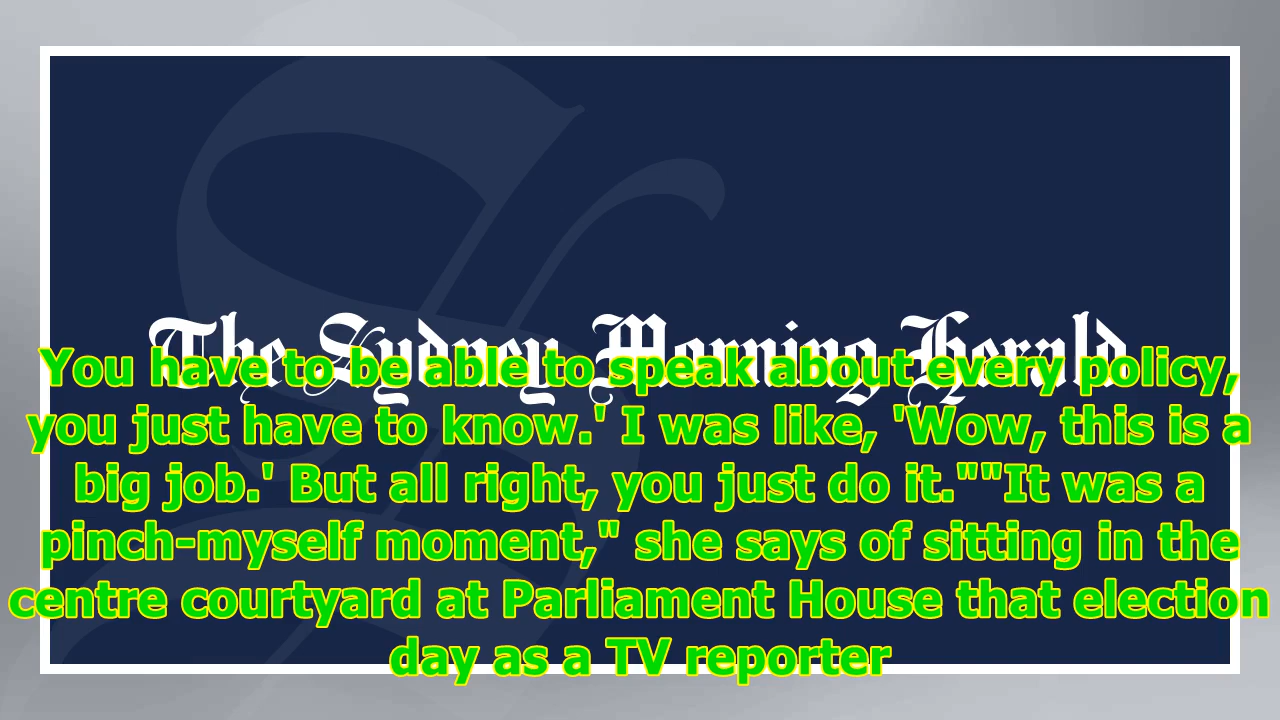 The Sydney Morning Herald
You have to be able to speak about every policy,
you just have to know.' I was like, 'Wow, this is a
big job.' But all right, you just do it.""It was a
pinch-myself moment," she says of sitting in the
centre courtyard at Parliament House that election
day as a TV reporter